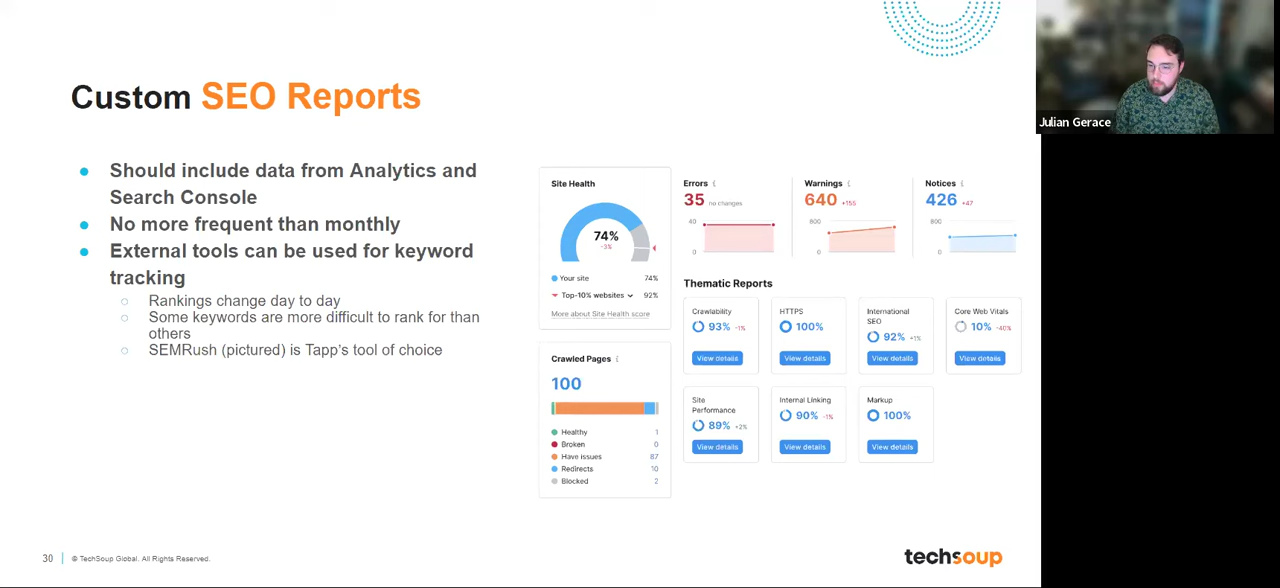 Custom SEO Reports
Julian Gerace
Should include data from Analytics and
Search Console
No more frequent than monthly
External tools can be used for keyword
tracking
Rankings change day to day
Some keywords are more difficult to rank for than
others
SEMRush (pictured) is Tapp's tool of choice
Site Health
74%
-3%
Your site 74%
Top-10% websites 92%
More about Site Health score
Crawled Pages i
100
Healthy 1
Broken 0
Have issues 87
Redirects 10
Blocked 2
Errors i
35 no changes
40
0
Warnings i
640 +155
800
0
Notices i
426 +47
800
0
Thematic Reports
Crawlability
93% -1%
View details
HTTPS
100%
View details
International
SEO
92% +1%
View details
Core Web Vitals
10% -40%
View details
Site
Performance
89% +2%
View details
Internal Linking
90% -1%
View details
Markup
100%
View details
30 | © TechSoup Global. All Rights Reserved.
techsoup